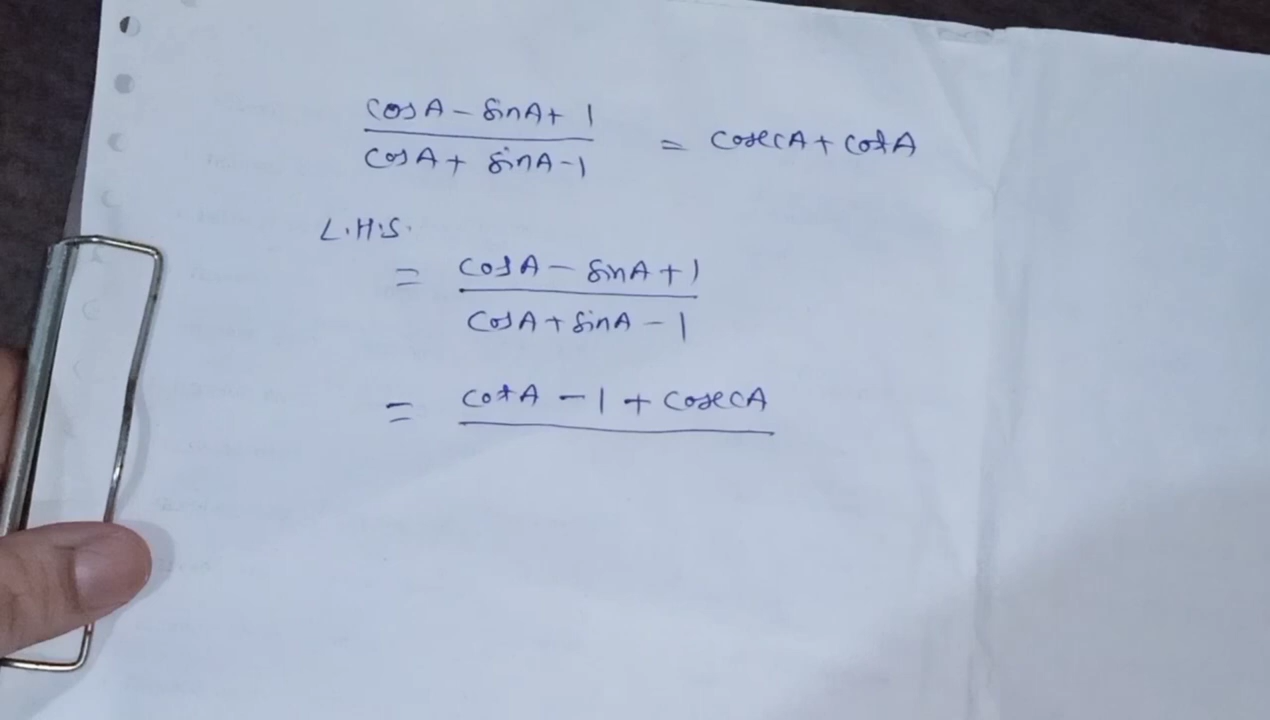 cosA - sinA + 1
cosA + sinA - 1
= cosecA + cotA
L.H.S.
= cosA - sinA + 1
cosA + sinA - 1
= cotA - 1 + cosecA